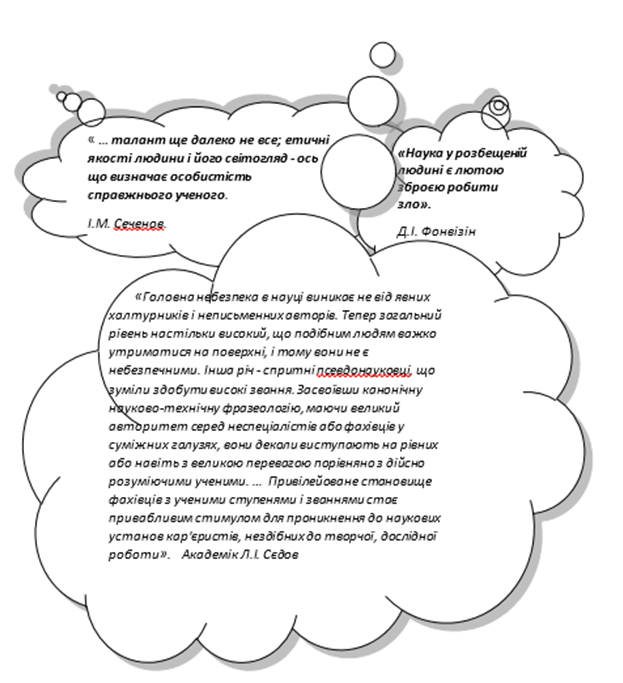 « ... талант ще далеко не все; етичні
якості людини і його світогляд - ось
що визначає особистість
справжнього ученого.
І.М. Сеченов.
«Наука у розбещеній
людині є лютою
зброєю робити
зло».
Д.І. Фонвізін
«Головна небезпека в науці виникає не від явних
халтурників і неписьменних авторів. Тепер загальний
рівень настільки високий, що подібним людям важко
утриматися на поверхні, і тому вони не є
небезпечними. Інша річ - спритні псевдонауковці, що
зуміли здобути високі звання. Засвоївши канонічну
науково-технічну фразеологію, маючи великий
авторитет серед неспеціалістів або фахівців у
суміжних галузях, вони деколи виступають на рівних
або навіть з великою перевагою порівняно з дійсно
розуміючими ученими. ... Привілейоване становище
фахівців з ученими ступенями і званнями стає
привабливим стимулом для проникнення до наукових
установ кар'єристів, нездібних до творчої, дослідної
роботи». Академік Л.І. Сєдов